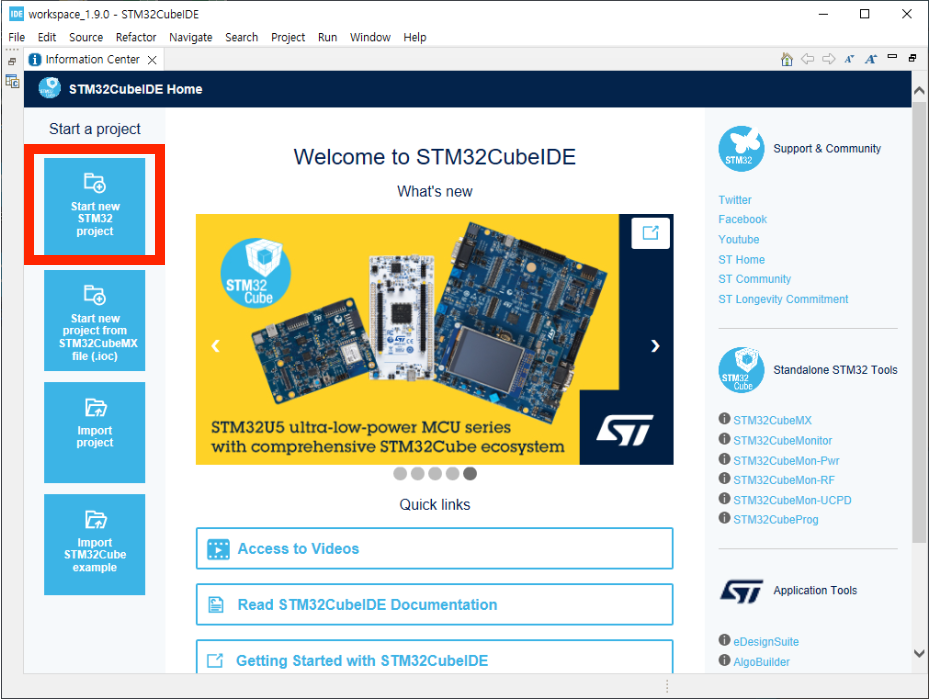 IDE workspace_1.9.0 - STM32CubeIDE
File Edit Source Refactor Navigate Search Project Run Window Help
Information Center
STM32CubeIDE Home
Start a project
Start new
STM32
project
Start new
project from
STM32CubeMX
file (.ioc)
Import
project
Import
STM32Cube
example
Welcome to STM32CubeIDE
What's new
STM32
Cube
STM32U5 ultra-low-power MCU series
with comprehensive STM32Cube ecosystem
ST
Quick links
Access to Videos
Read STM32CubeIDE Documentation
Getting Started with STM32CubeIDE
STM32
Support & Community
Twitter
Facebook
Youtube
ST Home
ST Community
ST Longevity Commitment
STM32
Cube
Standalone STM32 Tools
STM32CubeMX
STM32CubeMonitor
STM32CubeMon-Pwr
STM32CubeMon-RF
STM32CubeMon-UCPD
STM32CubeProg
ST
Application Tools
eDesignSuite
AlgoBuilder